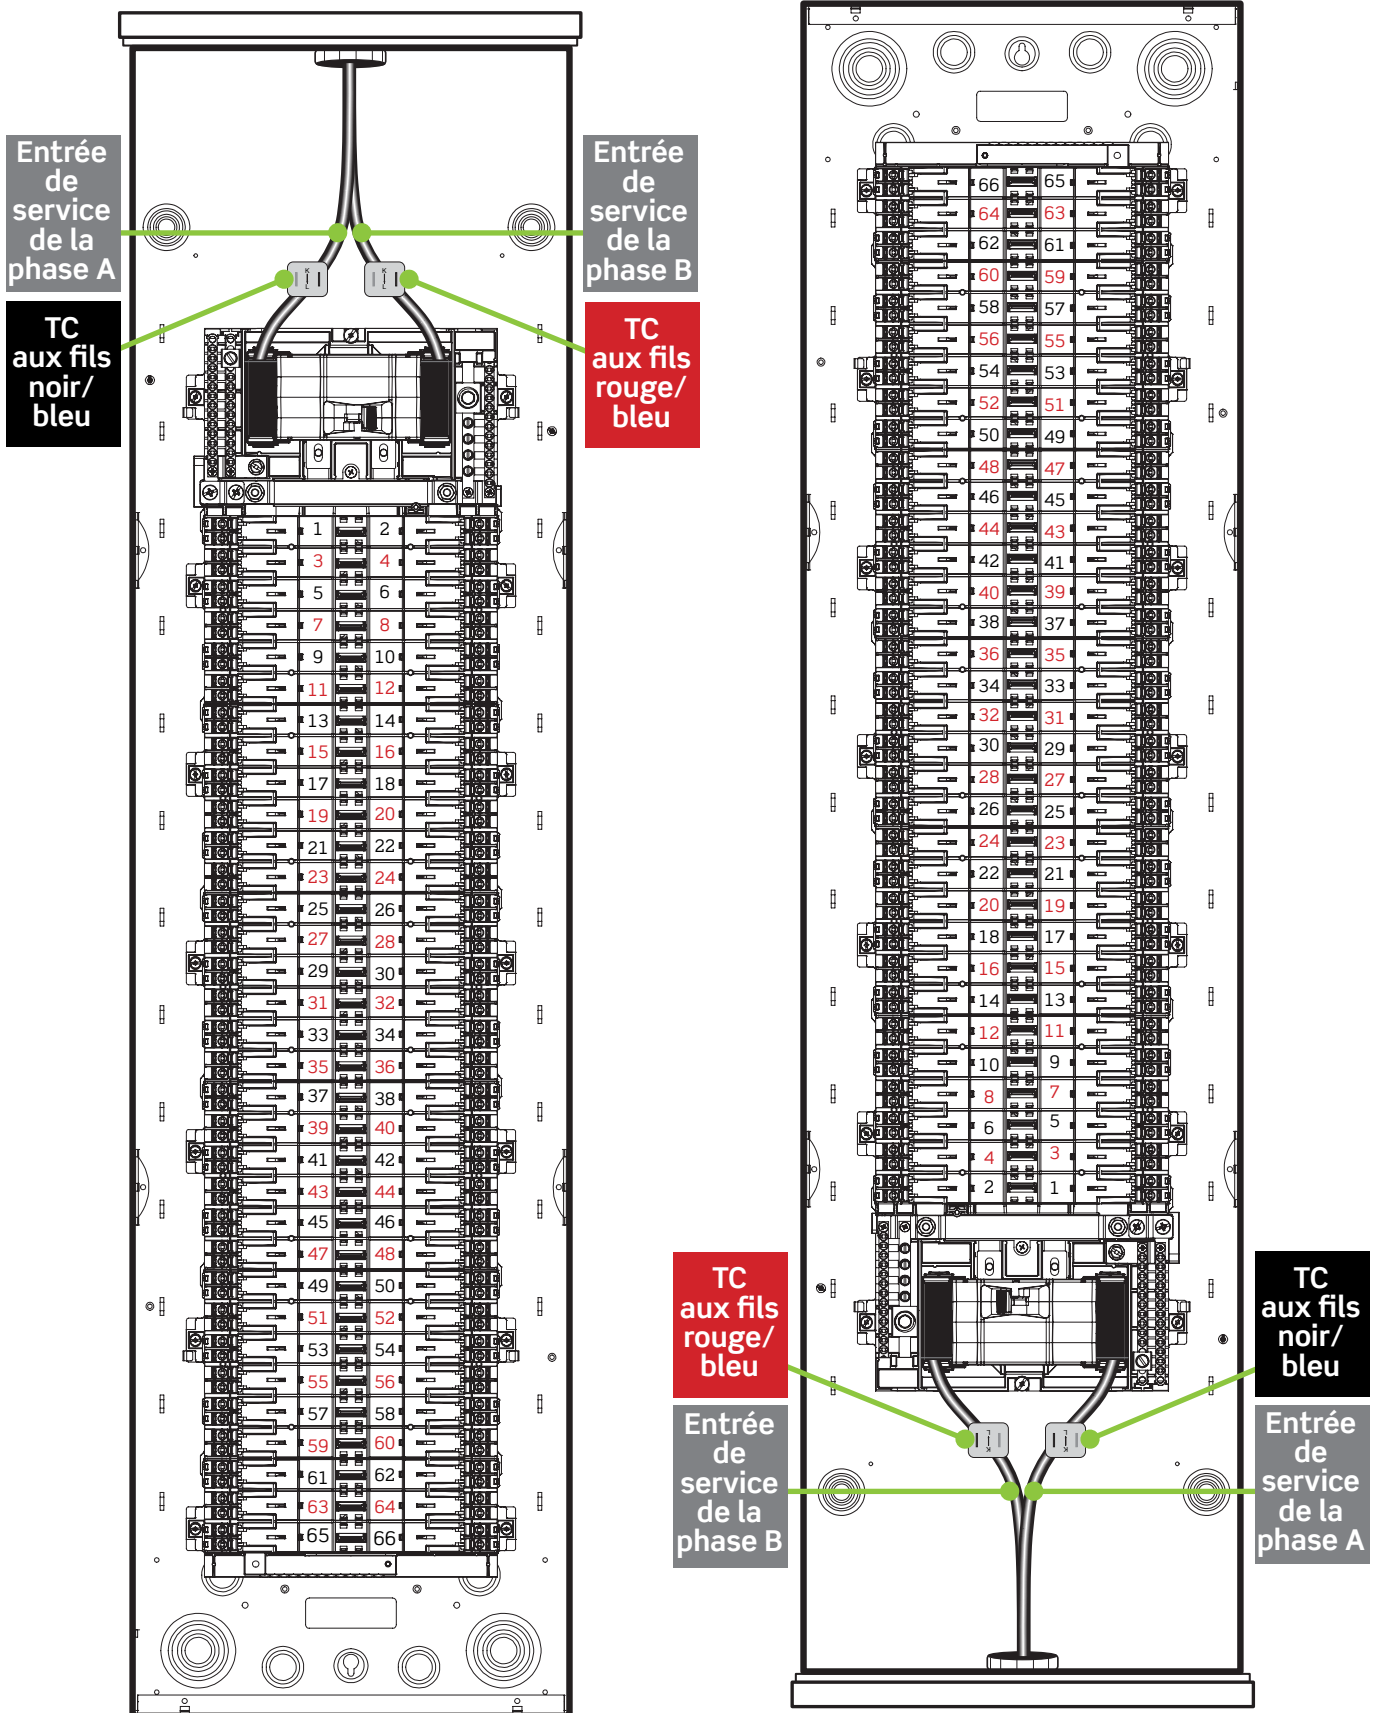 Entrée
de
service
de la
phase A
TC
aux fils
noir/
bleu
Entrée
de
service
de la
phase B
TC
aux fils
rouge/
bleu
K L
K L
1 2
3 4
5 6
7 8
9 10
11 12
13 14
15 16
17 18
19 20
21 22
23 24
25 26
27 28
29 30
31 32
33 34
35 36
37 38
39 40
41 42
43 44
45 46
47 48
49 50
51 52
53 54
55 56
57 58
59 60
61 62
63 64
65 66
66 65
64 63
62 61
60 59
58 57
56 55
54 53
52 51
50 49
48 47
46 45
44 43
42 41
40 39
38 37
36 35
34 33
32 31
30 29
28 27
26 25
24 23
22 21
20 19
18 17
16 15
14 13
12 11
10 9
8 7
6 5
4 3
2 1
TC
aux fils
rouge/
bleu
Entrée
de
service
de la
phase B
TC
aux fils
noir/
bleu
Entrée
de
service
de la
phase A
K L
K L